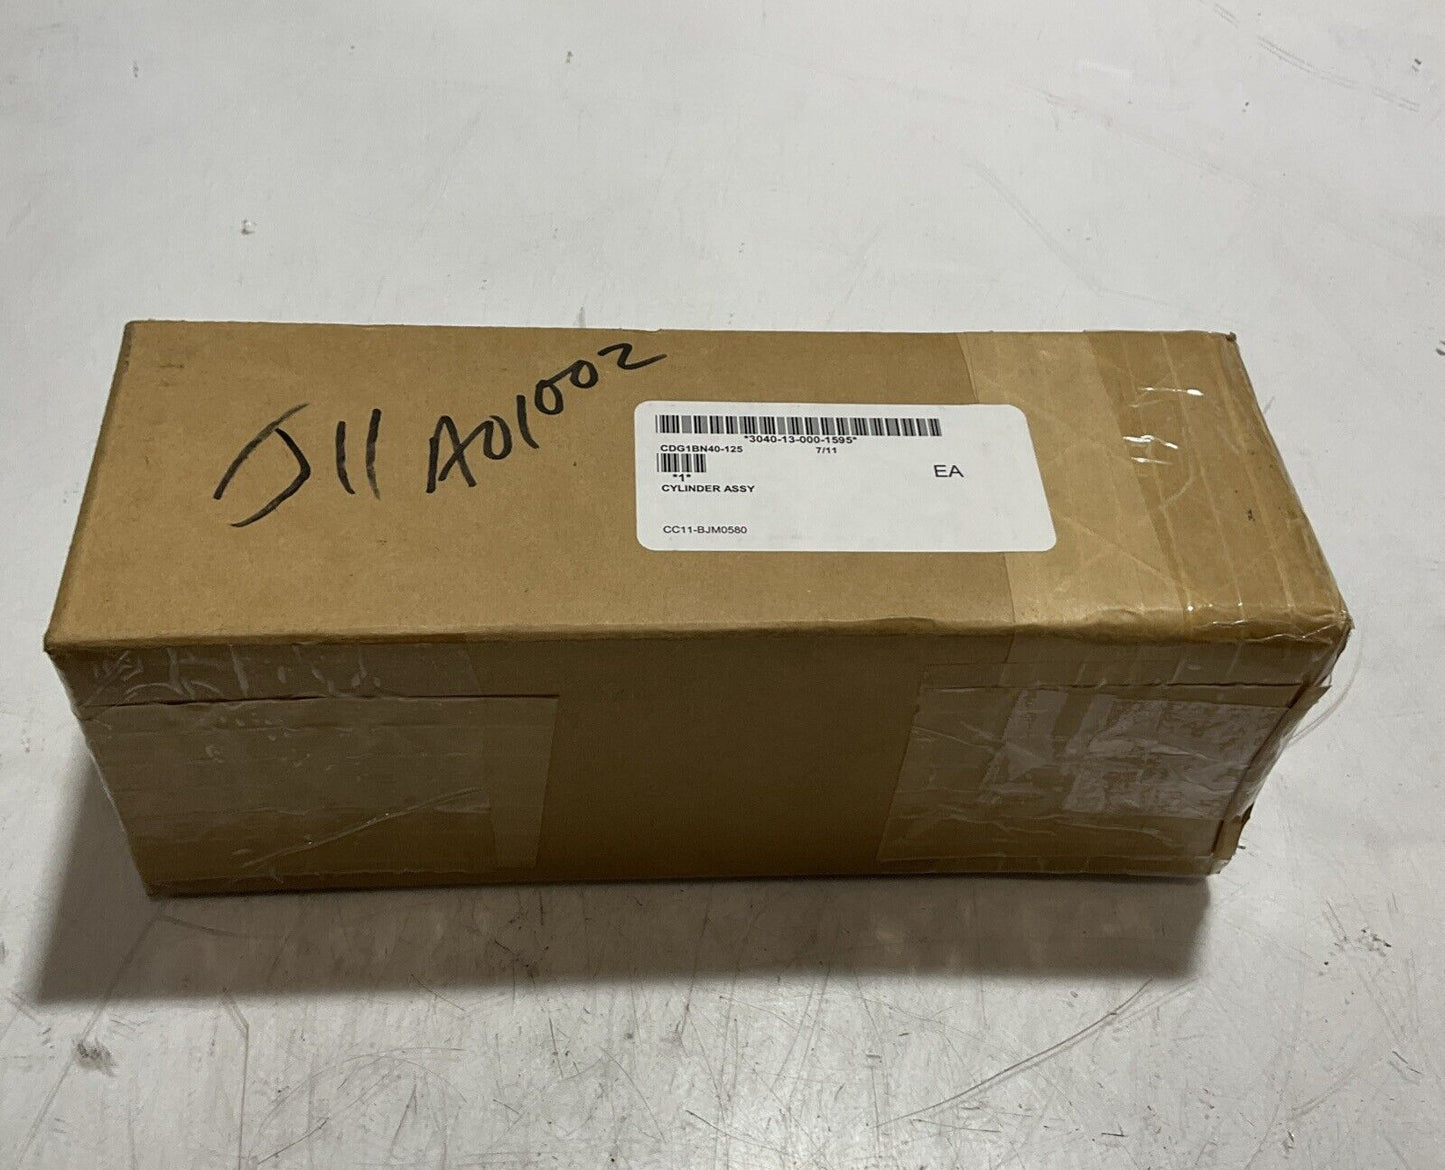 J11 A01002
*3040-13-000-1595*
CDG1BN40-125 7/11
*1*
EA
CYLINDER ASSY
CC11-BJM0580